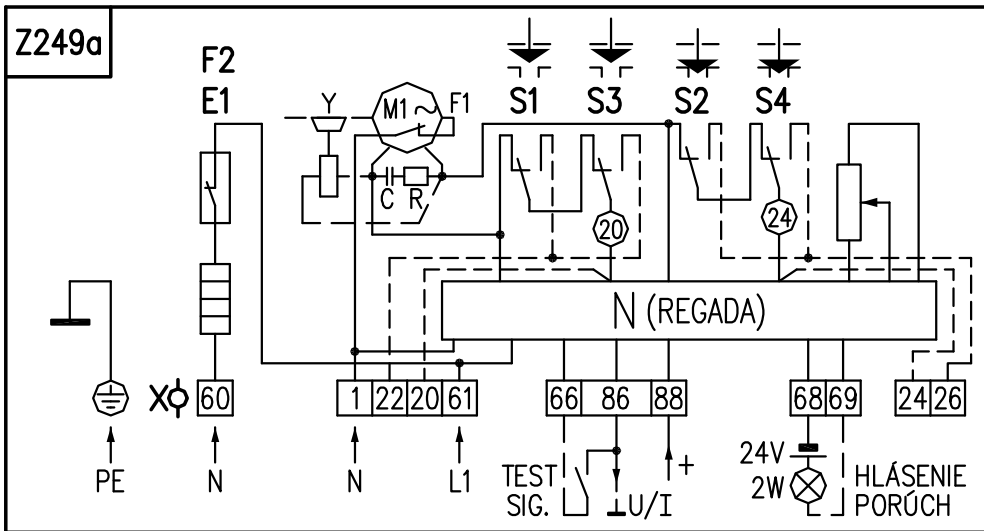 Z249a
F2
E1
Y
M1
F1
S1
S3
S2
S4
C
R
20
24
N (REGADA)
X
60
1
22
20
61
66
86
88
68
69
24
26
PE
N
N
L1
TEST
SIG.
U/I
+
24V
2W
HLÁSENIE
PORÚCH